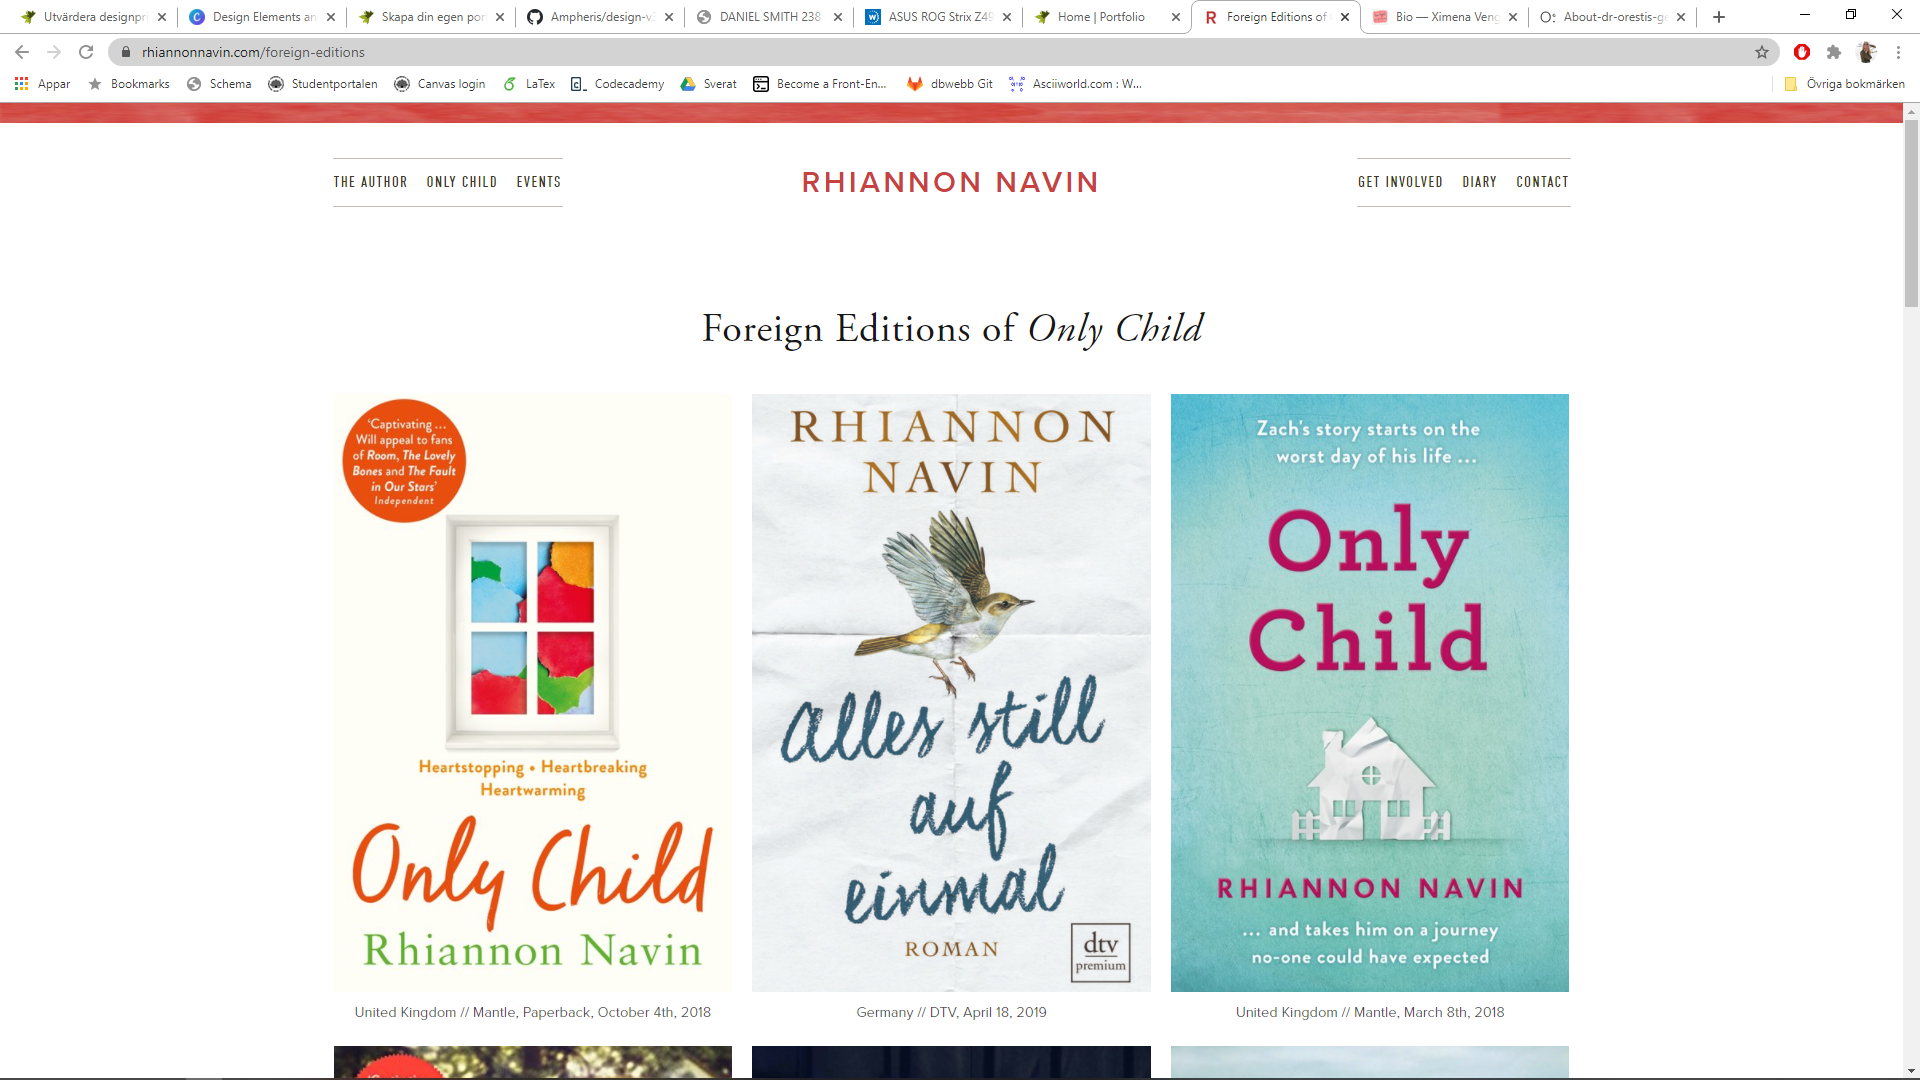 Utvärdera designpr
Design Elements an
Skapa din egen por
Ampheris/design-v
DANIEL SMITH 238
ASUS ROG Strix Z49
Home | Portfolio
Foreign Editions of
Bio — Ximena Veng
About-dr-orestis-ge
rhiannonnavin.com/foreign-editions
Appar
Bookmarks
Schema
Studentportalen
Canvas login
LaTex
Codecademy
Sverat
Become a Front-En...
dbwebb Git
Asciiworld.com : W...
Övriga bokmärken
THE AUTHOR ONLY CHILD EVENTS
RHIANNON NAVIN
GET INVOLVED DIARY CONTACT
Foreign Editions of Only Child
'Captivating ...
Will appeal to fans
of Room, The Lovely
Bones and The Fault
in Our Stars'
Independent
Heartstopping • Heartbreaking
Heartwarming
Only Child
Rhiannon Navin
United Kingdom // Mantle, Paperback, October 4th, 2018
RHIANNON
NAVIN
Alles still
auf
einmal
ROMAN
dtv
premium
Germany // DTV, April 18, 2019
Zach's story starts on the
worst day of his life ...
Only
Child
RHIANNON NAVIN
... and takes him on a journey
no-one could have expected
United Kingdom // Mantle, March 8th, 2018